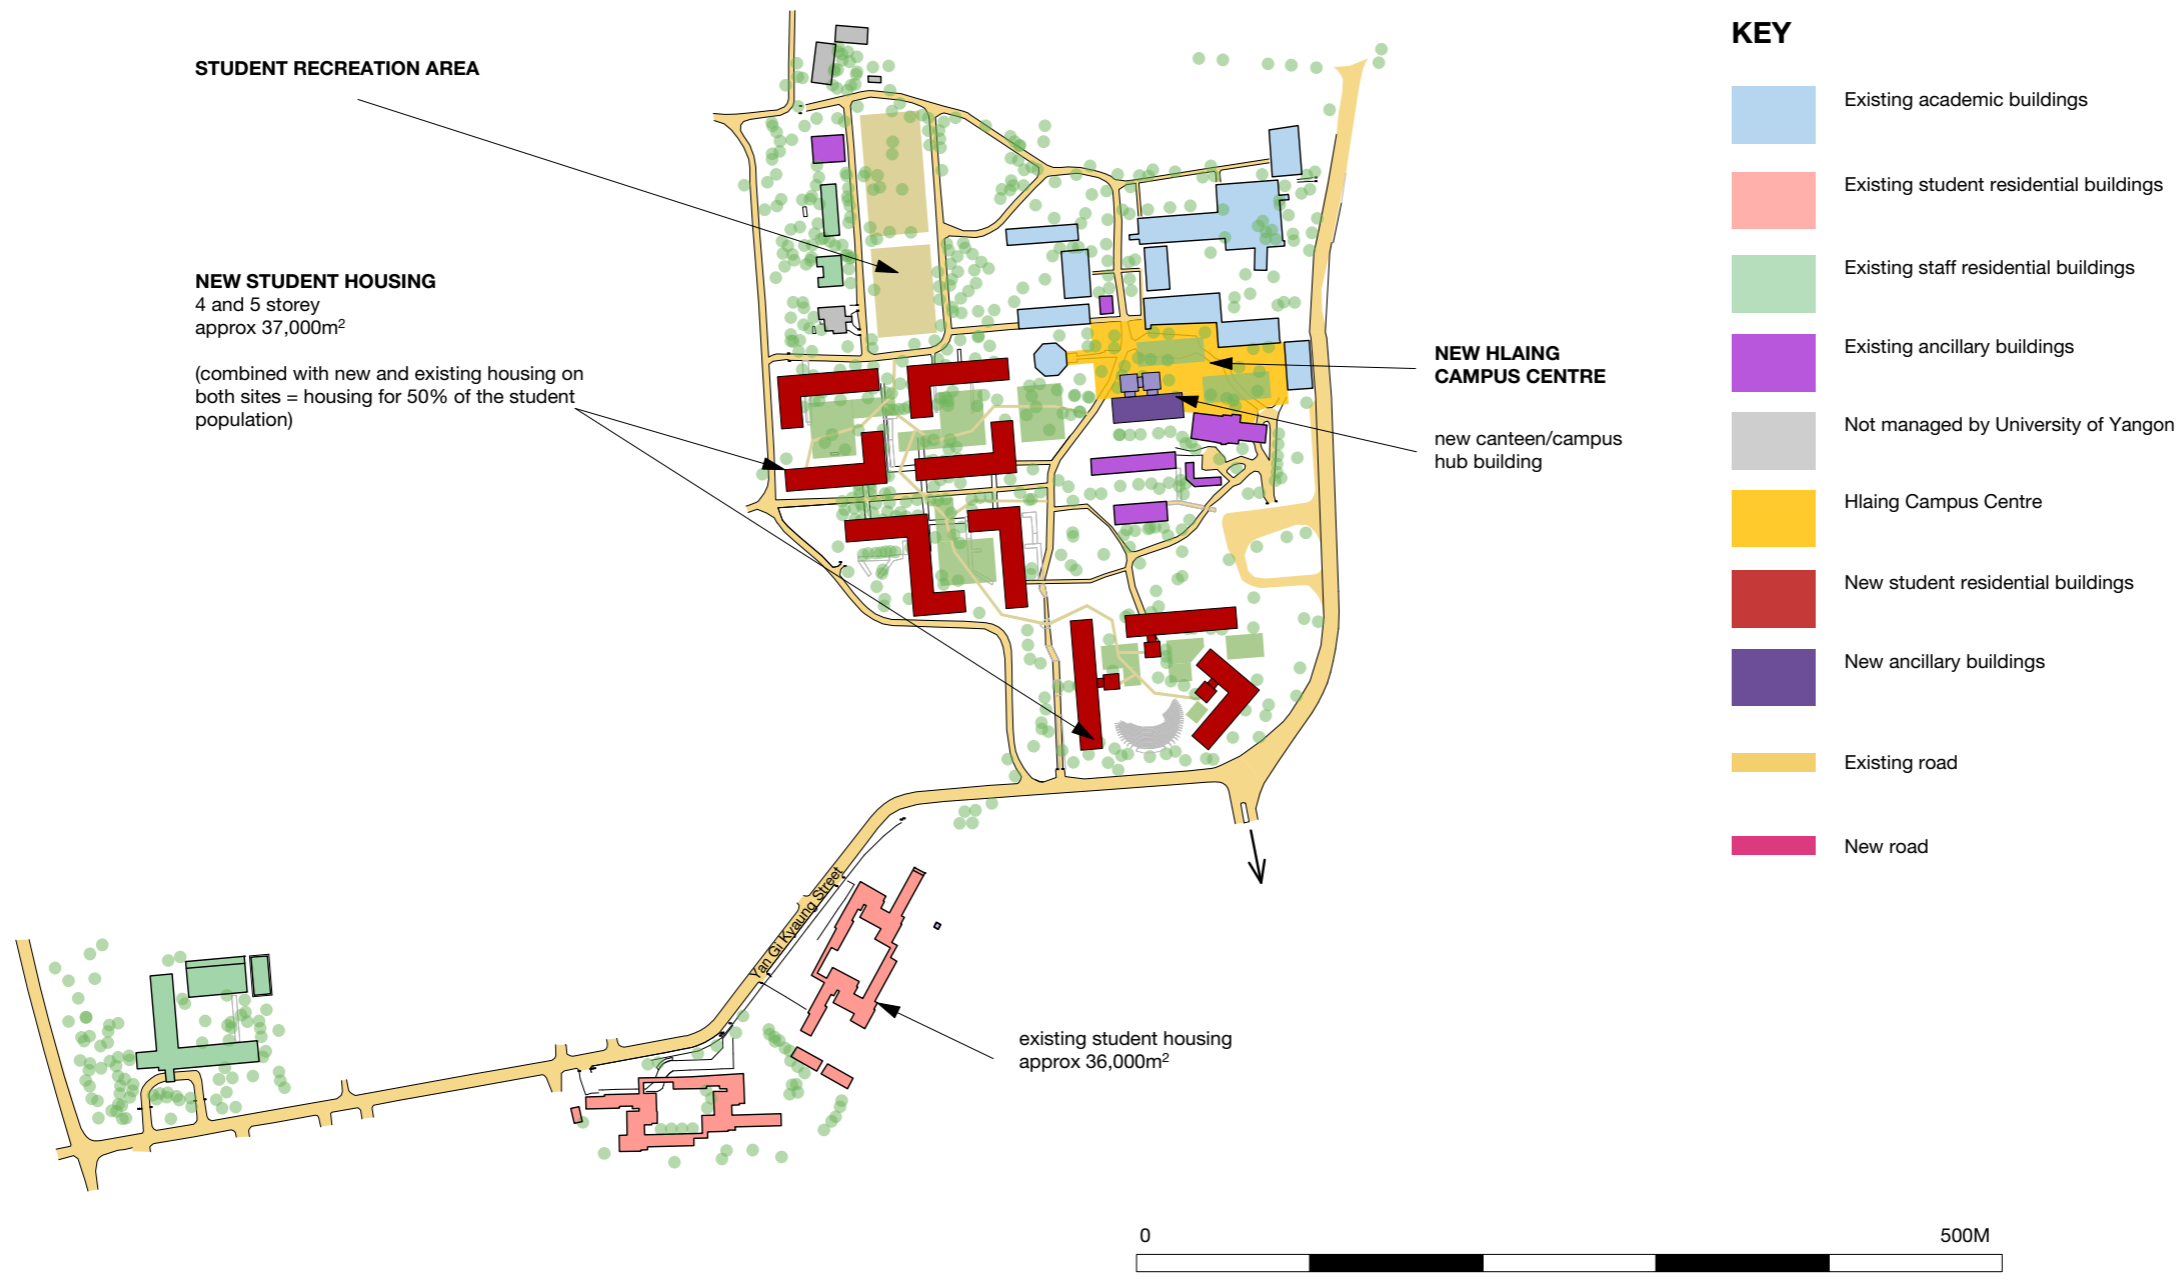 STUDENT RECREATION AREA
NEW STUDENT HOUSING
4 and 5 storey
approx 37,000m²
(combined with new and existing housing on
both sites = housing for 50% of the student
population)
NEW HLAING
CAMPUS CENTRE
new canteen/campus
hub building
Yan Gi Kyaung Street
existing student housing
approx 36,000m²
KEY
Existing academic buildings
Existing student residential buildings
Existing staff residential buildings
Existing ancillary buildings
Not managed by University of Yangon
Hlaing Campus Centre
New student residential buildings
New ancillary buildings
Existing road
New road
0 500M